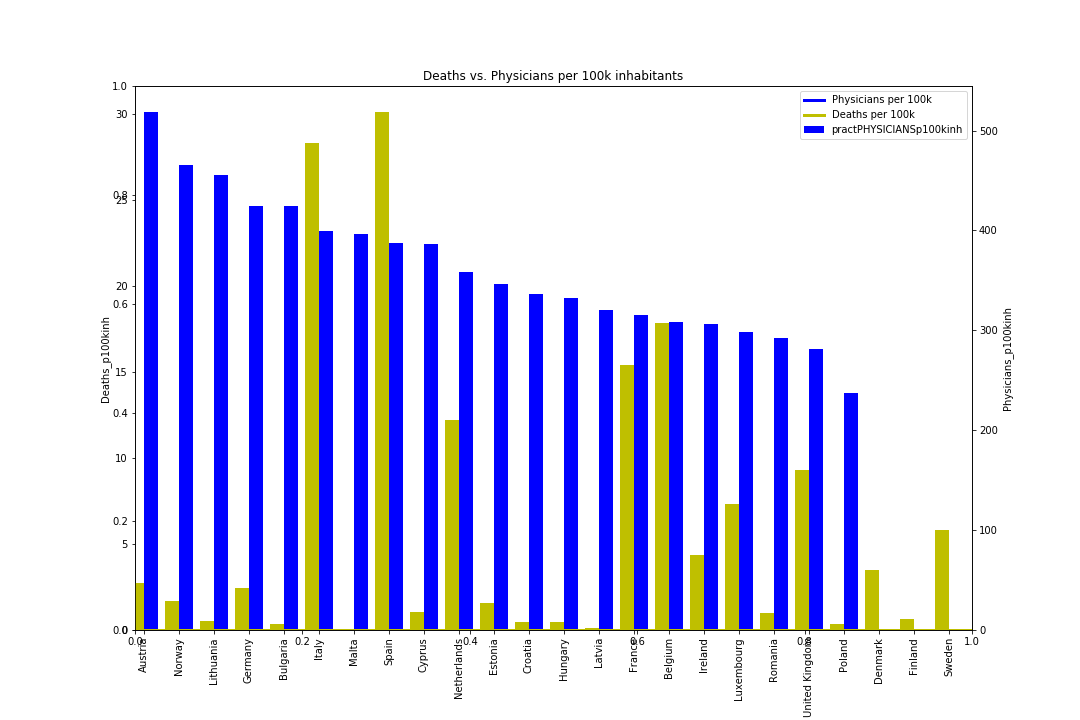 Deaths vs. Physicians per 100k inhabitants
Physicians per 100k
Deaths per 100k
practPHYSICIANSp100kinh
1.0
30
0.8
25
20
0.6
15
0.4
10
0.2
5
0.0
0
Deaths_p100kinh
500
400
300
200
100
0
Physicians_p100kinh
0.0
0.2
0.4
0.6
0.8
1.0
Austria
Norway
Lithuania
Germany
Bulgaria
Italy
Malta
Spain
Cyprus
Netherlands
Estonia
Croatia
Hungary
Latvia
France
Belgium
Ireland
Luxembourg
Romania
United Kingdom
Poland
Denmark
Finland
Sweden